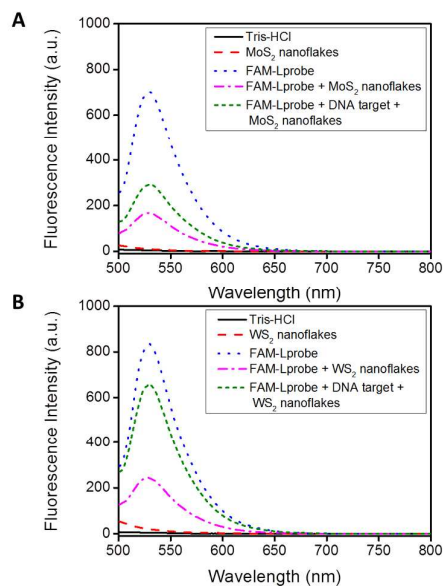 A
1000
800
600
400
200
0
Fluorescence Intensity (a.u.)
Tris-HCl
MoS₂ nanoflakes
FAM-Lprobe
FAM-Lprobe + MoS₂ nanoflakes
FAM-Lprobe + DNA target +
MoS₂ nanoflakes
500 550 600 650 700 750 800
Wavelength (nm)
B
1000
800
600
400
200
0
Fluorescence Intensity (a.u.)
Tris-HCl
WS₂ nanoflakes
FAM-Lprobe
FAM-Lprobe + WS₂ nanoflakes
FAM-Lprobe + DNA target +
WS₂ nanoflakes
500 550 600 650 700 750 800
Wavelength (nm)